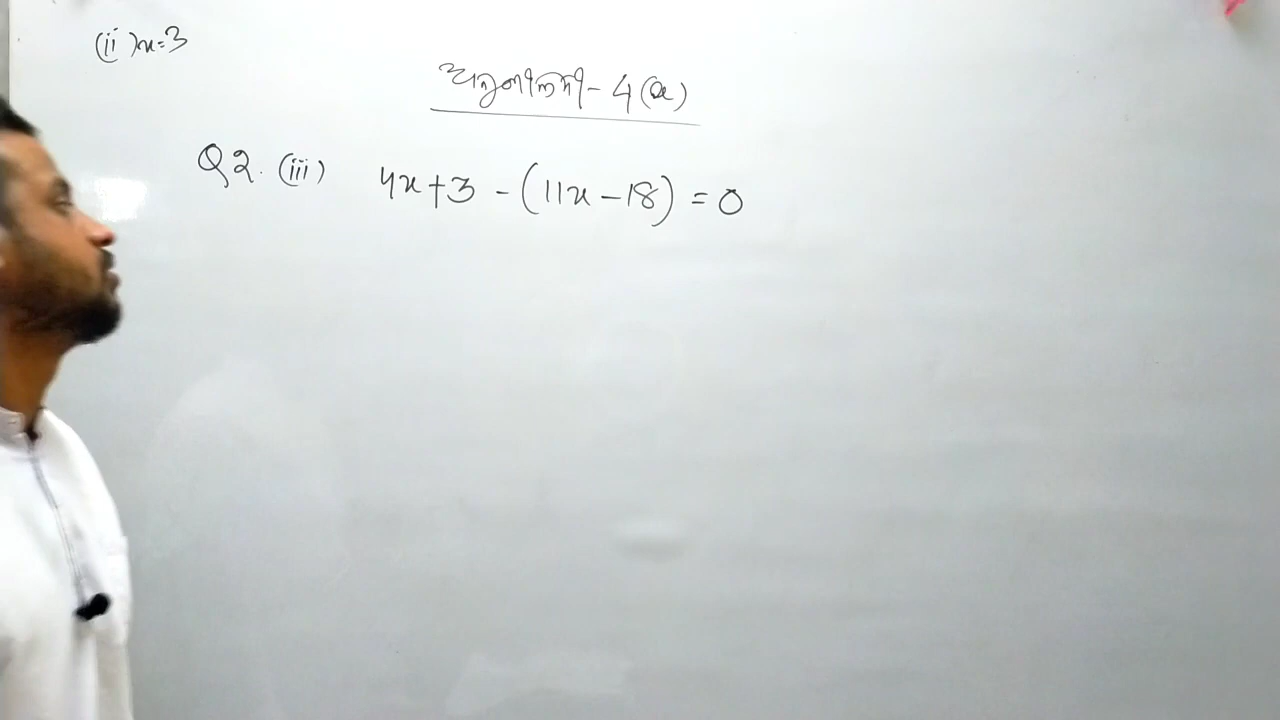 (ii) x=3
অনুশীলনী - 4(a)
Q2. (iii) 4x+3 - (11x-18) = 0